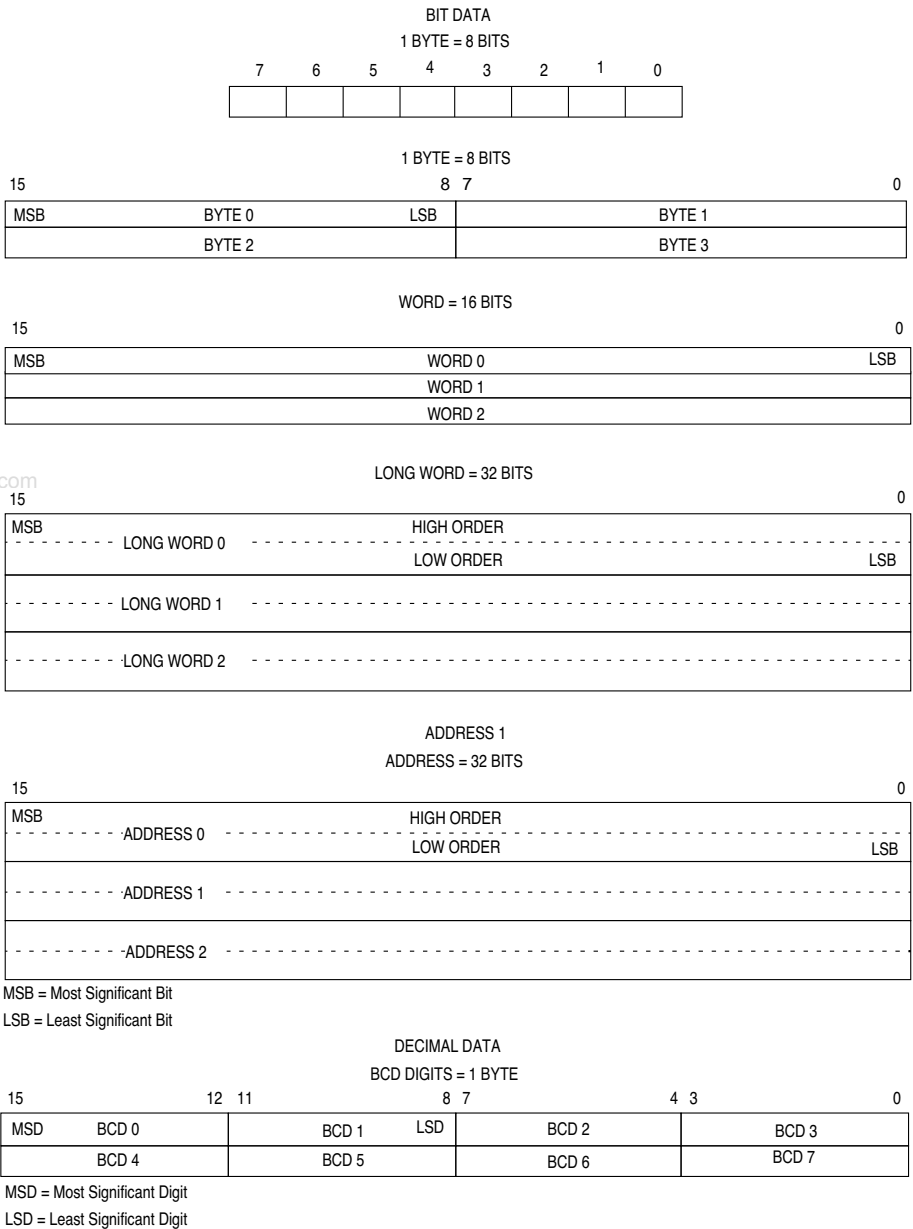 BIT DATA
1 BYTE = 8 BITS
7 6 5 4 3 2 1 0
1 BYTE = 8 BITS
15 8 7 0
MSB BYTE 0 LSB BYTE 1
BYTE 2 BYTE 3
WORD = 16 BITS
15 0
MSB WORD 0 LSB
WORD 1
WORD 2
LONG WORD = 32 BITS
com
15 0
MSB HIGH ORDER
LONG WORD 0
LOW ORDER LSB
LONG WORD 1
LONG WORD 2
ADDRESS 1
ADDRESS = 32 BITS
15 0
MSB HIGH ORDER
ADDRESS 0
LOW ORDER LSB
ADDRESS 1
ADDRESS 2
MSB = Most Significant Bit
LSB = Least Significant Bit
DECIMAL DATA
BCD DIGITS = 1 BYTE
15 12 11 8 7 4 3 0
MSD BCD 0 BCD 1 LSD BCD 2 BCD 3
BCD 4 BCD 5 BCD 6 BCD 7
MSD = Most Significant Digit
LSD = Least Significant Digit